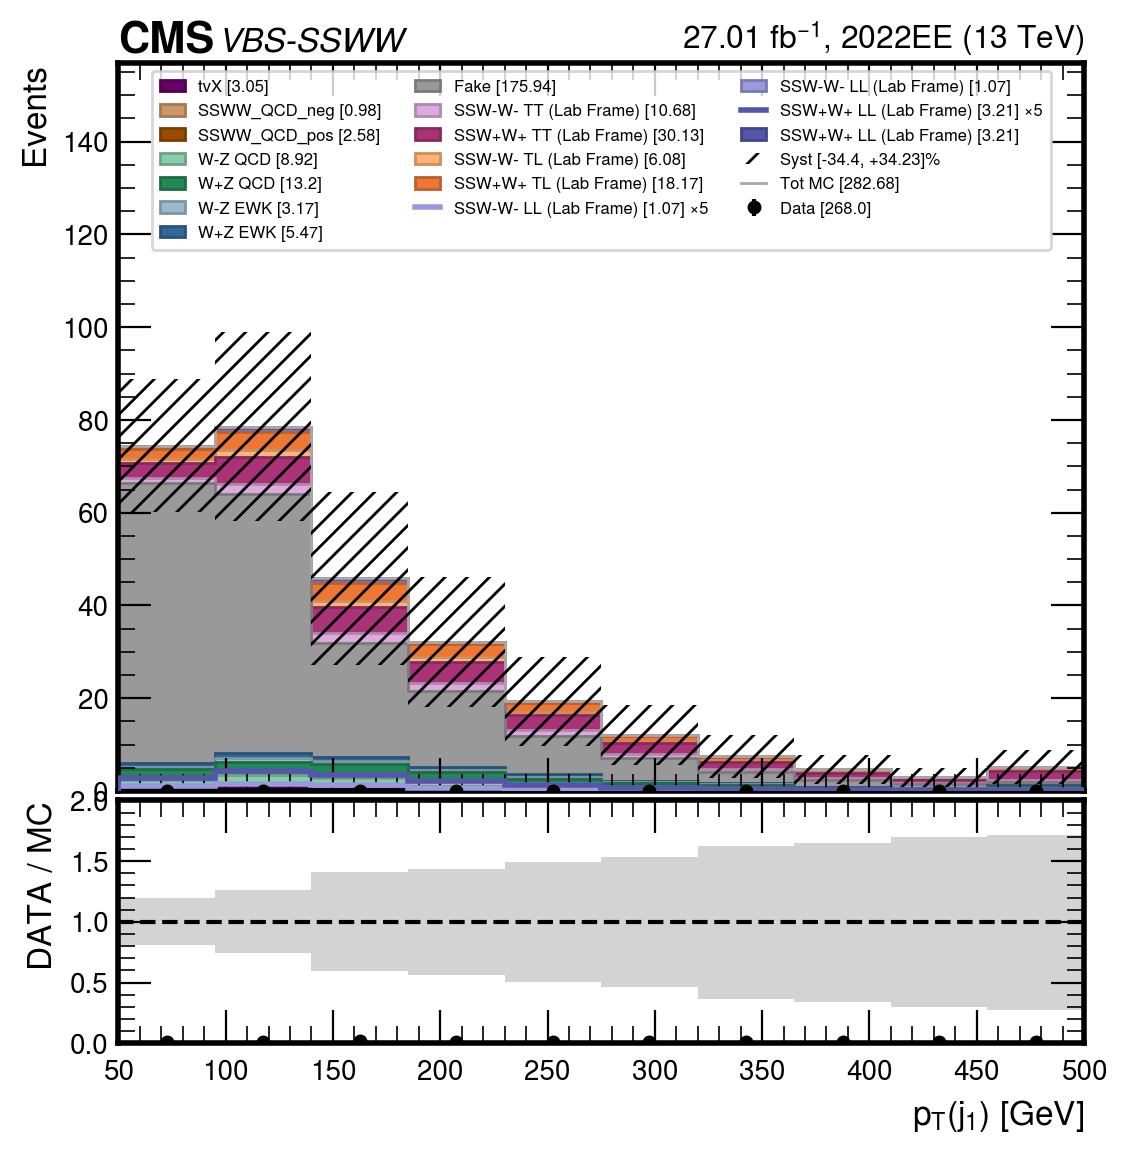 CMS VBS-SSWW 27.01 fb⁻¹, 2022EE (13 TeV)
Events
tvX [3.05]
SSWW_QCD_neg [0.98]
SSWW_QCD_pos [2.58]
W-Z QCD [8.92]
W+Z QCD [13.2]
W-Z EWK [3.17]
W+Z EWK [5.47]
Fake [175.94]
SSW-W- TT (Lab Frame) [10.68]
SSW+W+ TT (Lab Frame) [30.13]
SSW-W- TL (Lab Frame) [6.08]
SSW+W+ TL (Lab Frame) [18.17]
SSW-W- LL (Lab Frame) [1.07] ×5
SSW-W- LL (Lab Frame) [1.07]
SSW+W+ LL (Lab Frame) [3.21] ×5
SSW+W+ LL (Lab Frame) [3.21]
Syst [-34.4, +34.23]%
Tot MC [282.68]
Data [268.0]
140
120
100
80
60
40
20
0
DATA / MC
2.0
1.5
1.0
0.5
0.0
50 100 150 200 250 300 350 400 450 500
p_T(j_1) [GeV]